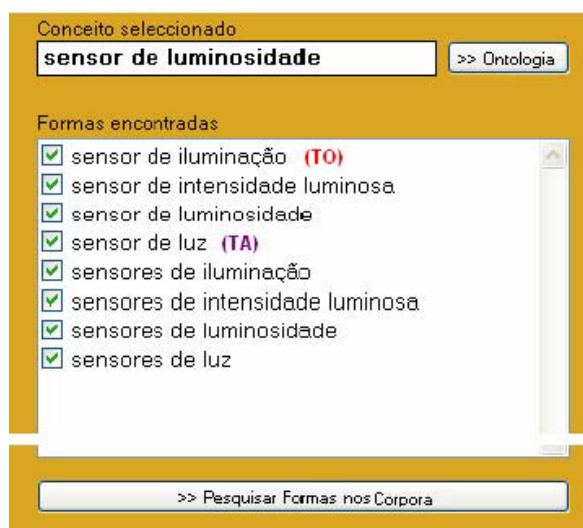 Conceito seleccionado
sensor de luminosidade >> Ontologia
Formas encontradas
sensor de iluminação (TO)
sensor de intensidade luminosa
sensor de luminosidade
sensor de luz (TA)
sensores de iluminação
sensores de intensidade luminosa
sensores de luminosidade
sensores de luz
>> Pesquisar Formas nos Corpora